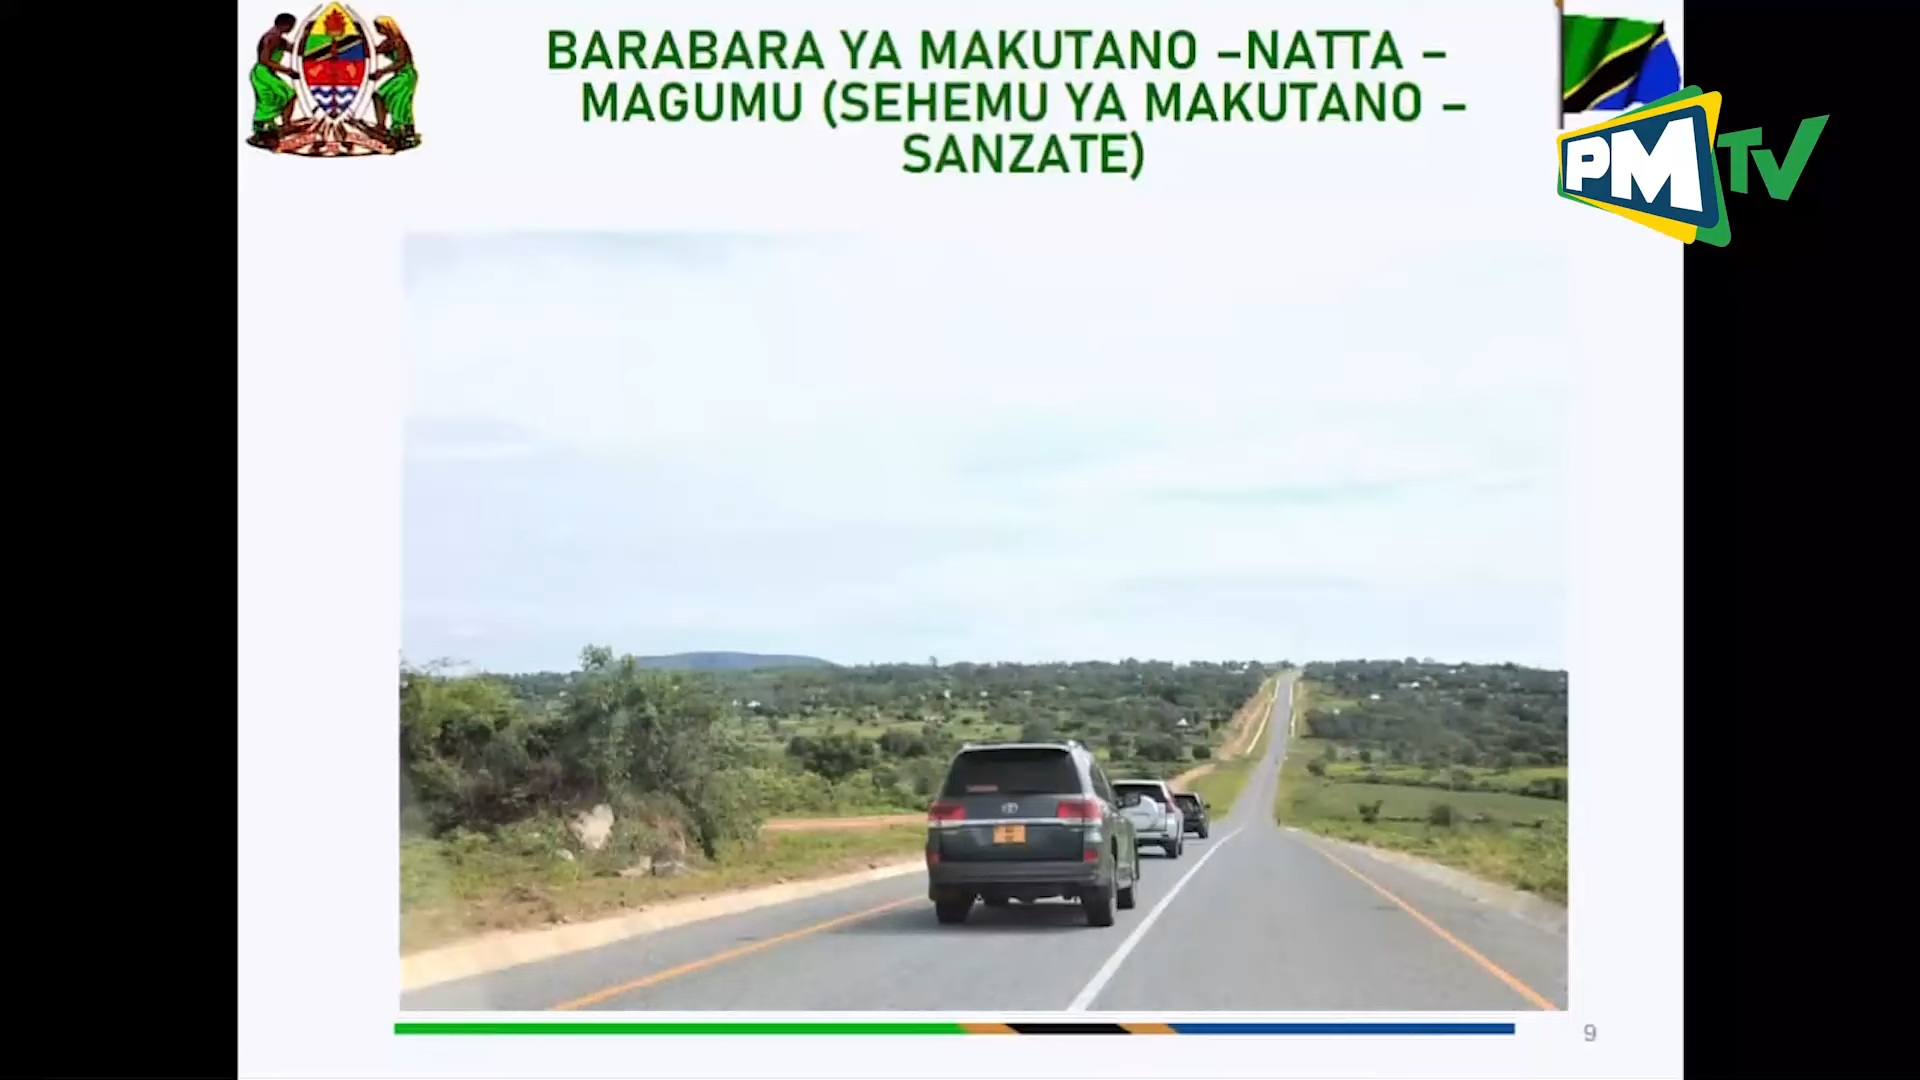 BARABARA YA MAKUTANO –NATTA –
MAGUMU (SEHEMU YA MAKUTANO –
SANZATE)
PM TV
9